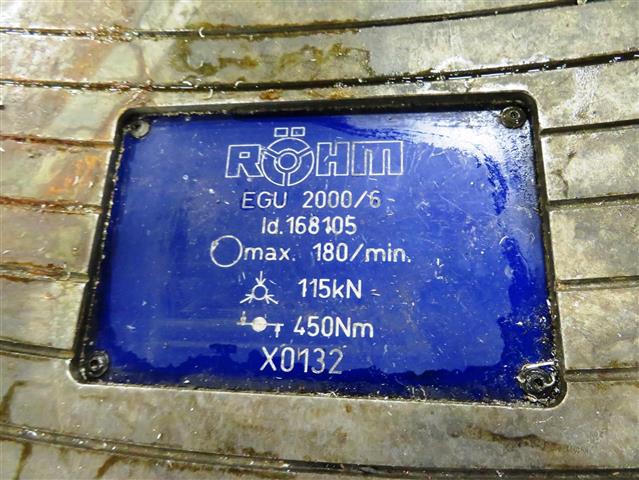 RÖHM
EGU 2000/6
Id.168105
max. 180/min.
115kN
450Nm
X0132